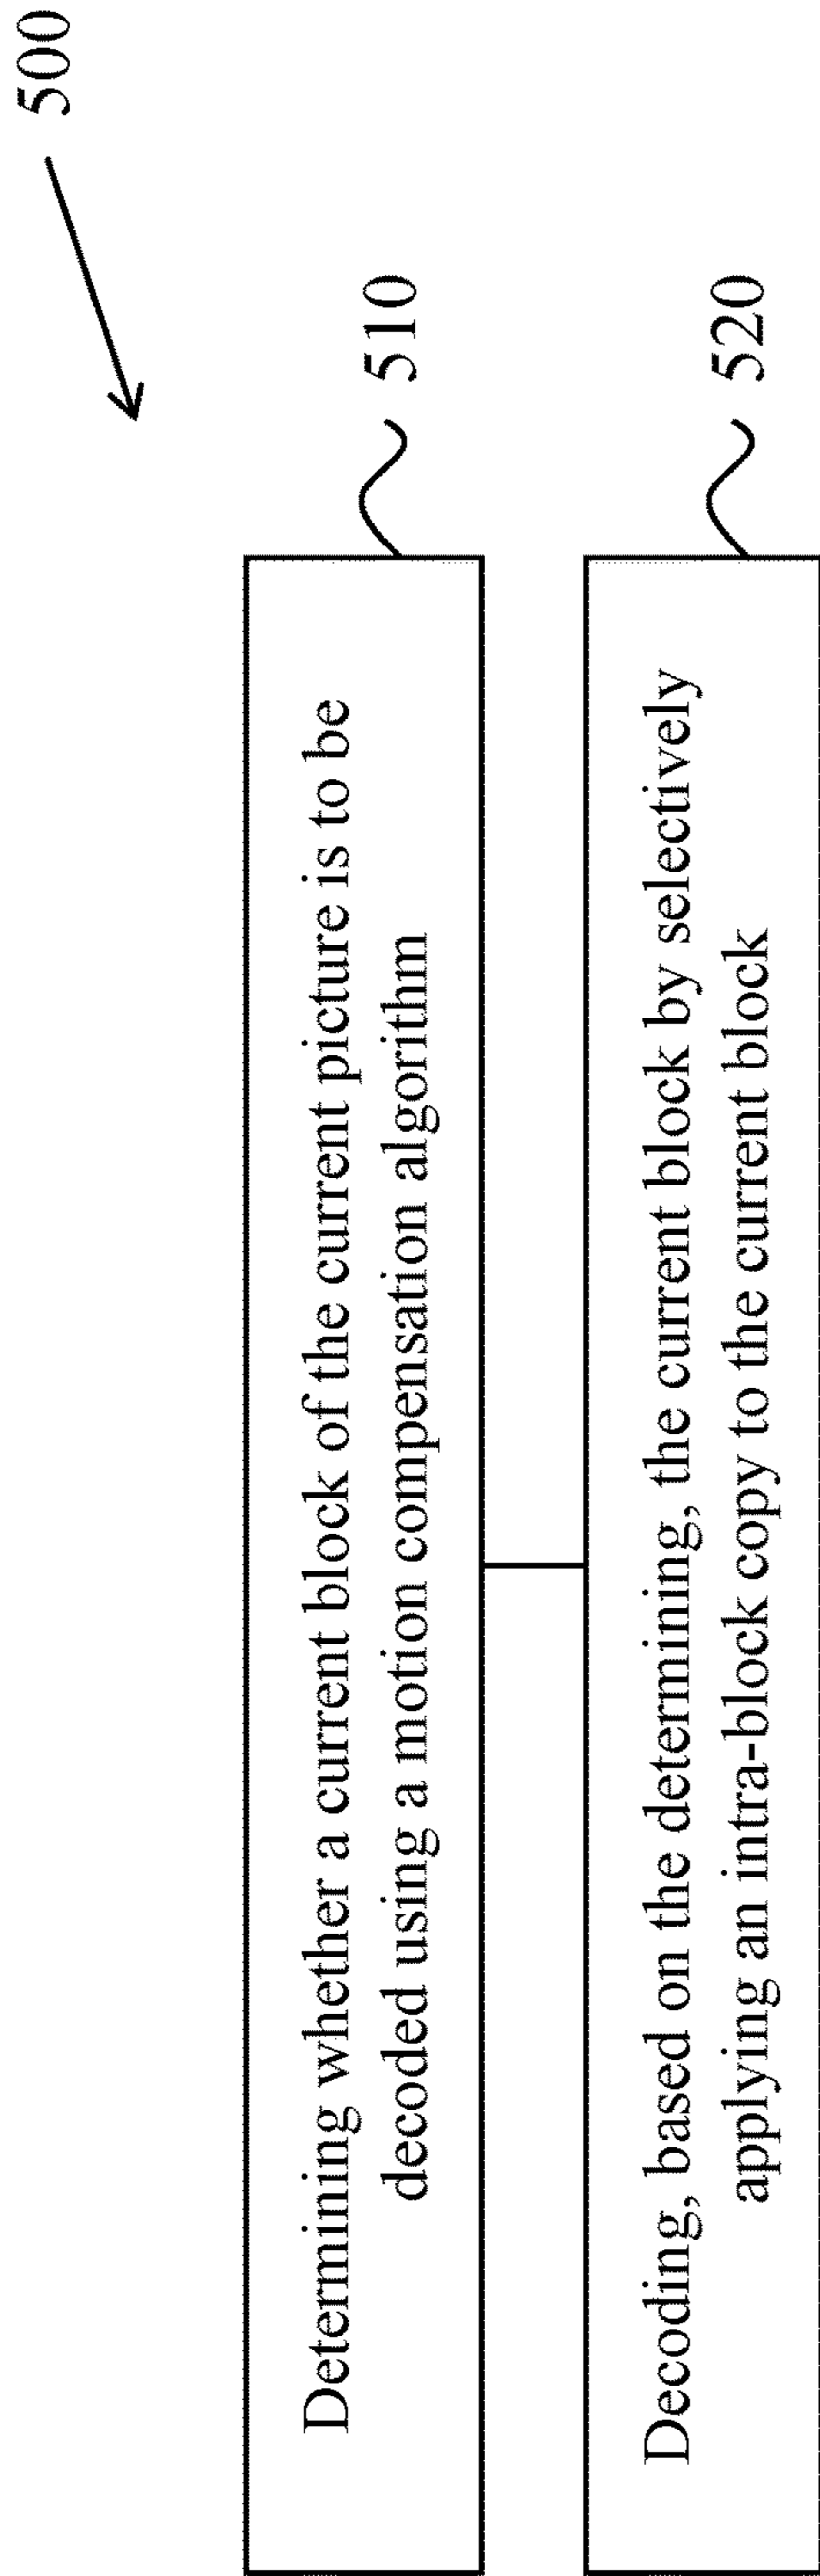 500
Determining whether a current block of the current picture is to be
decoded using a motion compensation algorithm
510
Decoding, based on the determining, the current block by selectively
applying an intra-block copy to the current block
520